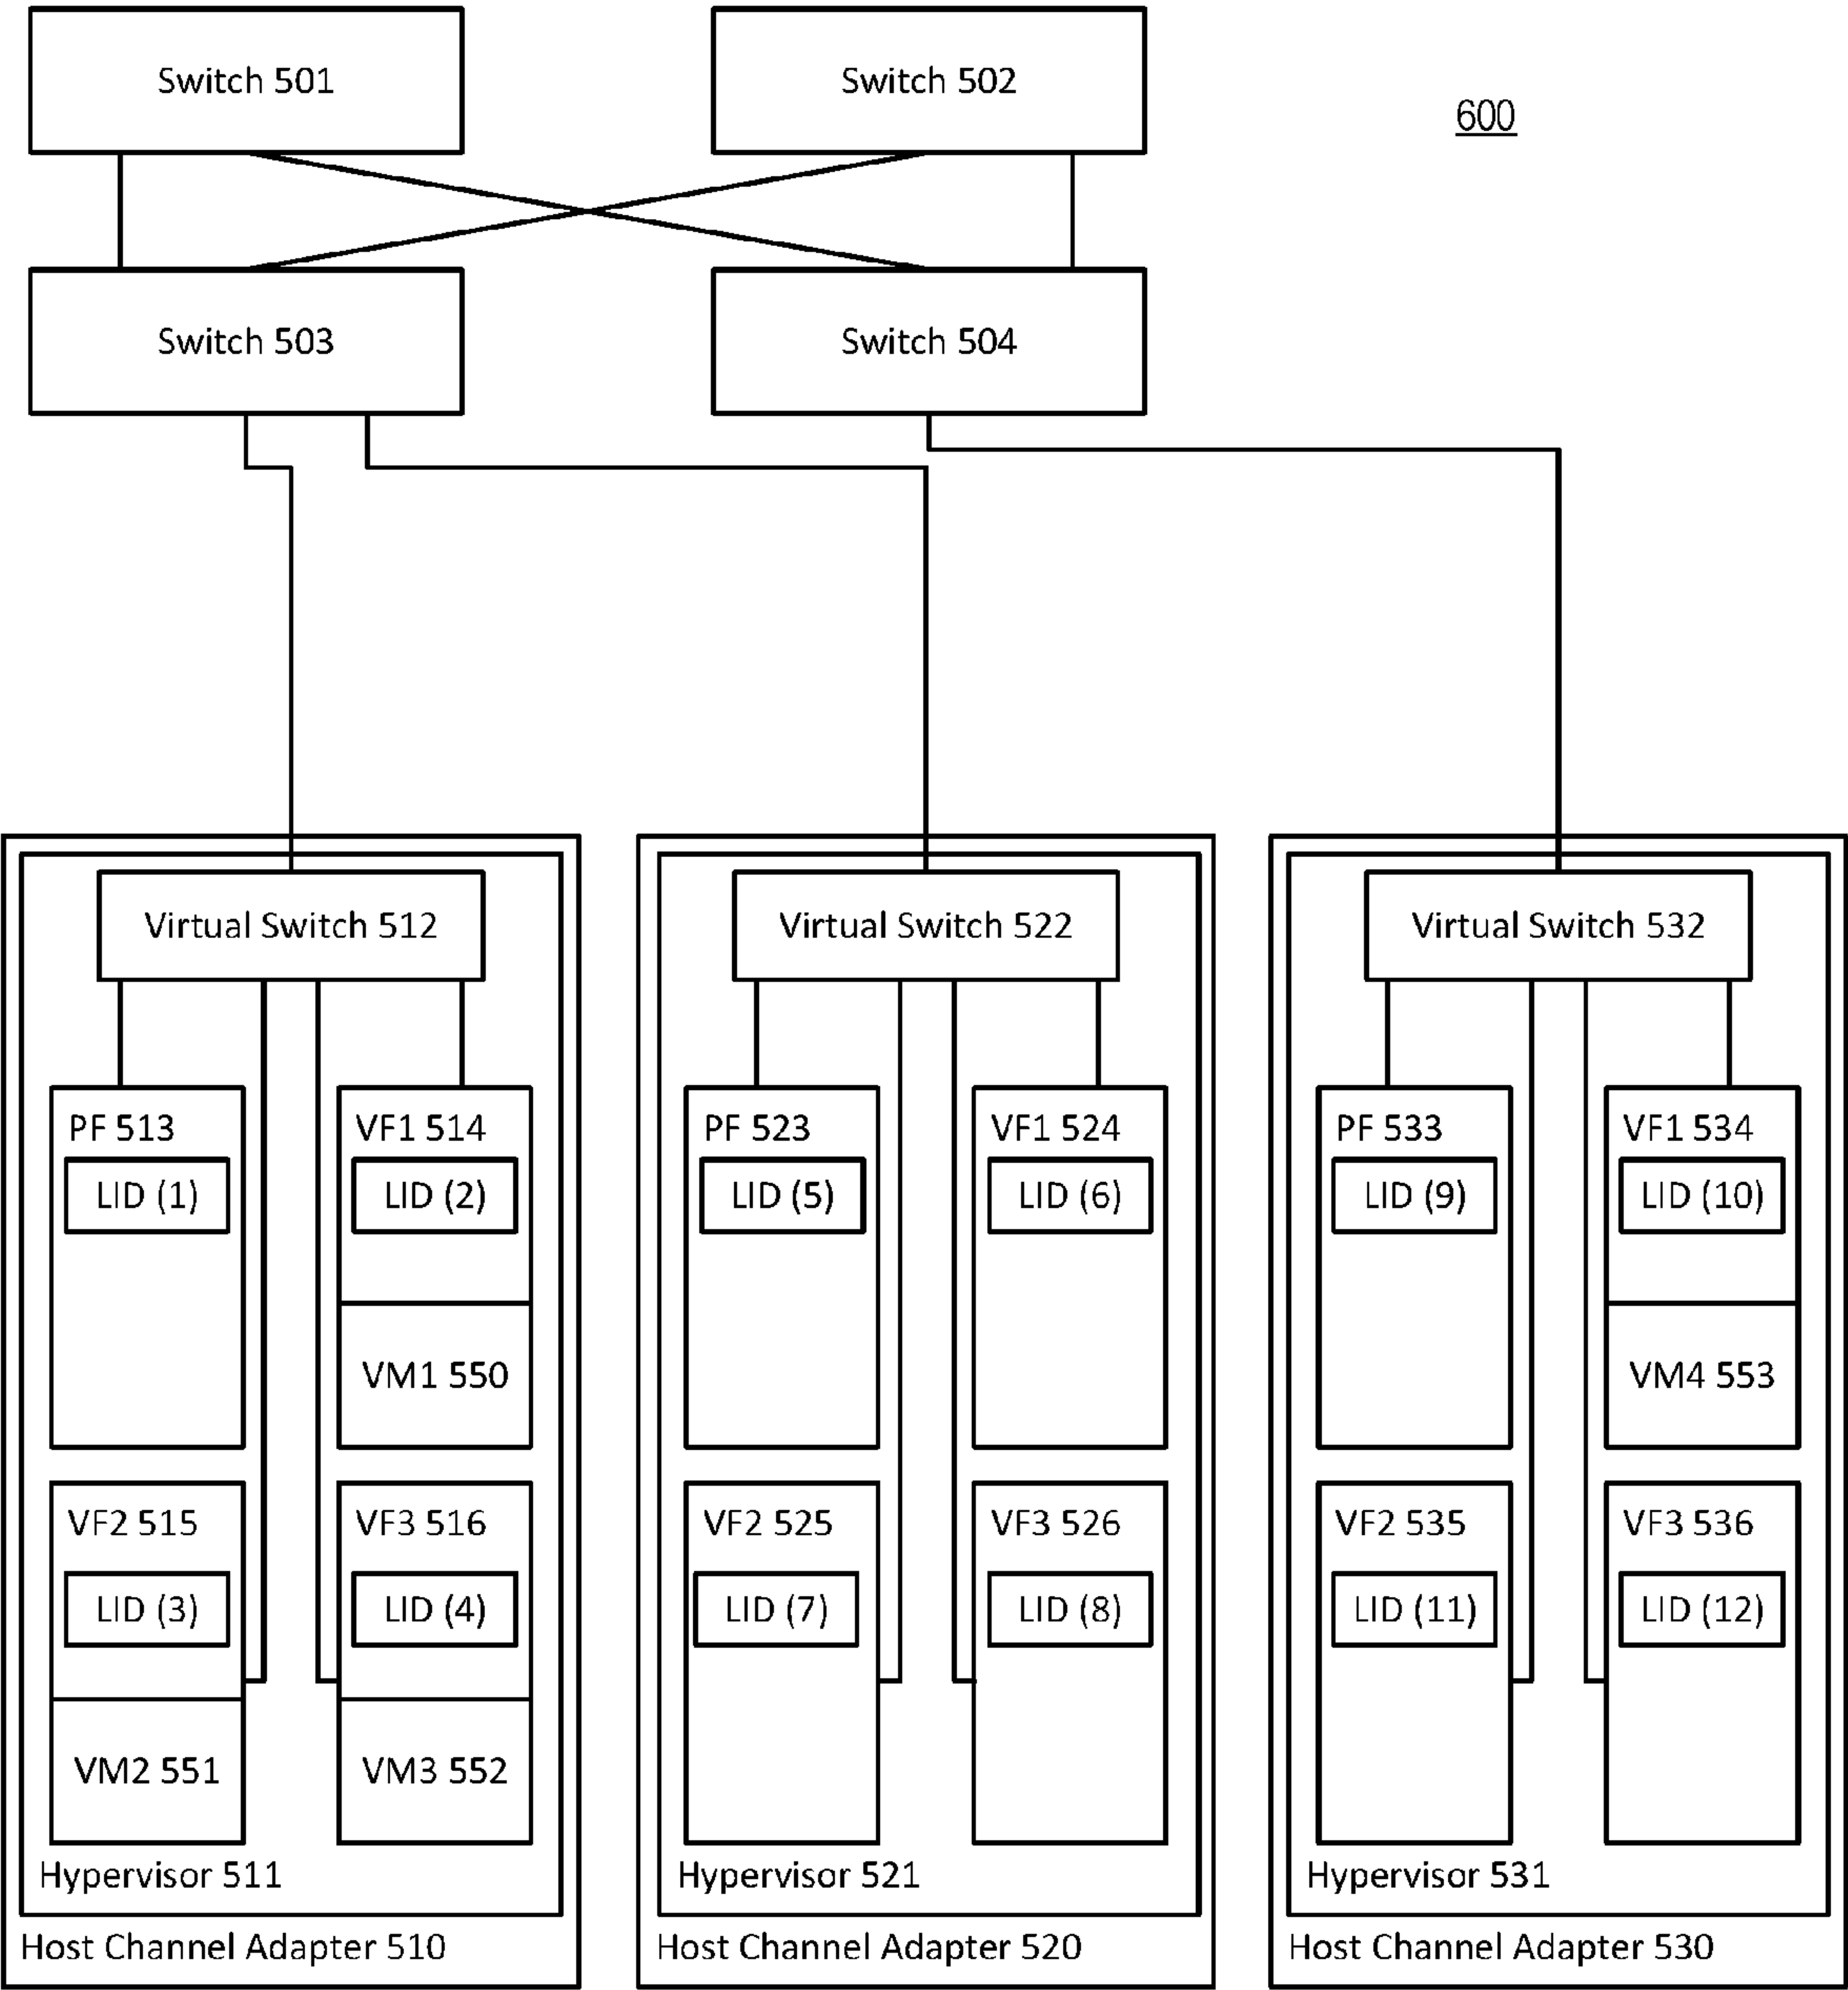 Switch 501
Switch 502
600
Switch 503
Switch 504
Virtual Switch 512
PF 513
LID (1)
VF1 514
LID (2)
VM1 550
VF2 515
LID (3)
VM2 551
VF3 516
LID (4)
VM3 552
Hypervisor 511
Host Channel Adapter 510
Virtual Switch 522
PF 523
LID (5)
VF1 524
LID (6)
VF2 525
LID (7)
VF3 526
LID (8)
Hypervisor 521
Host Channel Adapter 520
Virtual Switch 532
PF 533
LID (9)
VF1 534
LID (10)
VM4 553
VF2 535
LID (11)
VF3 536
LID (12)
Hypervisor 531
Host Channel Adapter 530